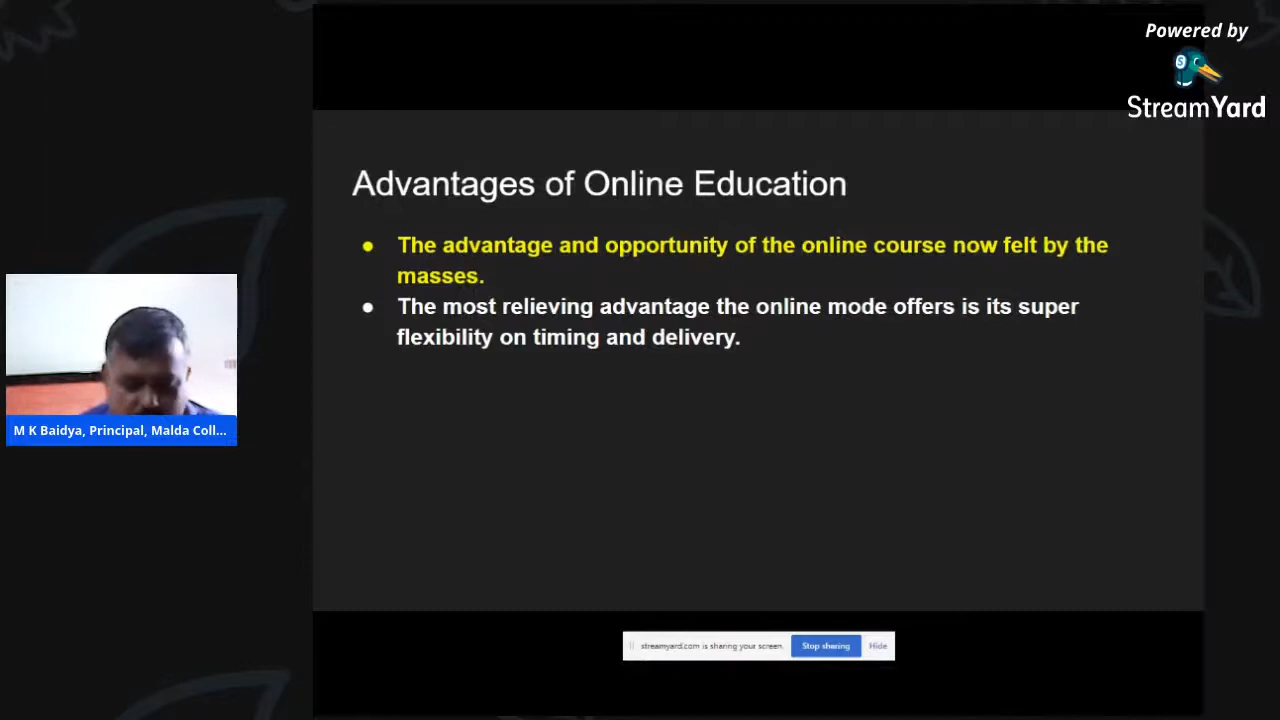 Powered by
StreamYard
Advantages of Online Education
● The advantage and opportunity of the online course now felt by the
masses.
● The most relieving advantage the online mode offers is its super
flexibility on timing and delivery.
M K Baidya, Principal, Malda Coll...
streamyard.com is sharing your screen.
Stop sharing
Hide